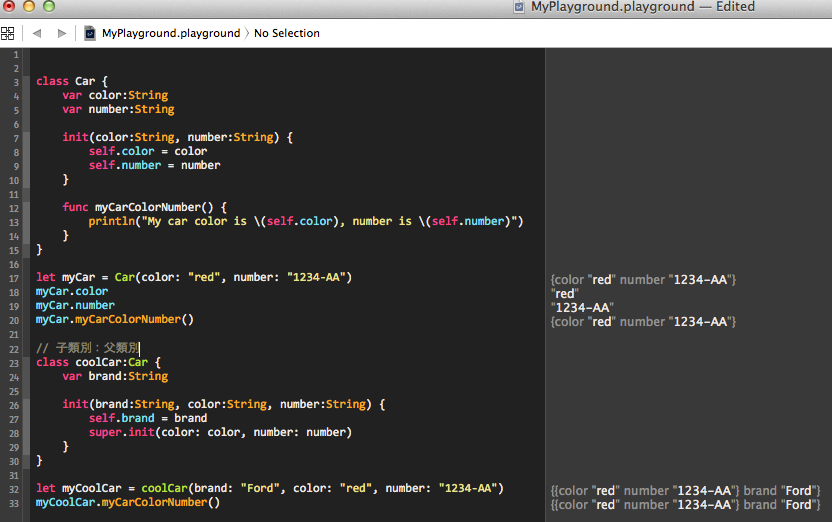 MyPlayground.playground — Edited
MyPlayground.playground 〉 No Selection
1
2
3 class Car {
4 var color:String
5 var number:String
6
7 init(color:String, number:String) {
8 self.color = color
9 self.number = number
10 }
11
12 func myCarColorNumber() {
13 println("My car color is \(self.color), number is \(self.number)")
14 }
15 }
16
17 let myCar = Car(color: "red", number: "1234-AA") {color "red" number "1234-AA"}
18 myCar.color "red"
19 myCar.number "1234-AA"
20 myCar.myCarColorNumber() {color "red" number "1234-AA"}
21
22 // 子類別：父類別
23 class coolCar:Car {
24 var brand:String
25
26 init(brand:String, color:String, number:String) {
27 self.brand = brand
28 super.init(color: color, number: number)
29 }
30 }
31
32 let myCoolCar = coolCar(brand: "Ford", color: "red", number: "1234-AA") {{color "red" number "1234-AA"} brand "Ford"}
33 myCoolCar.myCarColorNumber() {{color "red" number "1234-AA"} brand "Ford"}